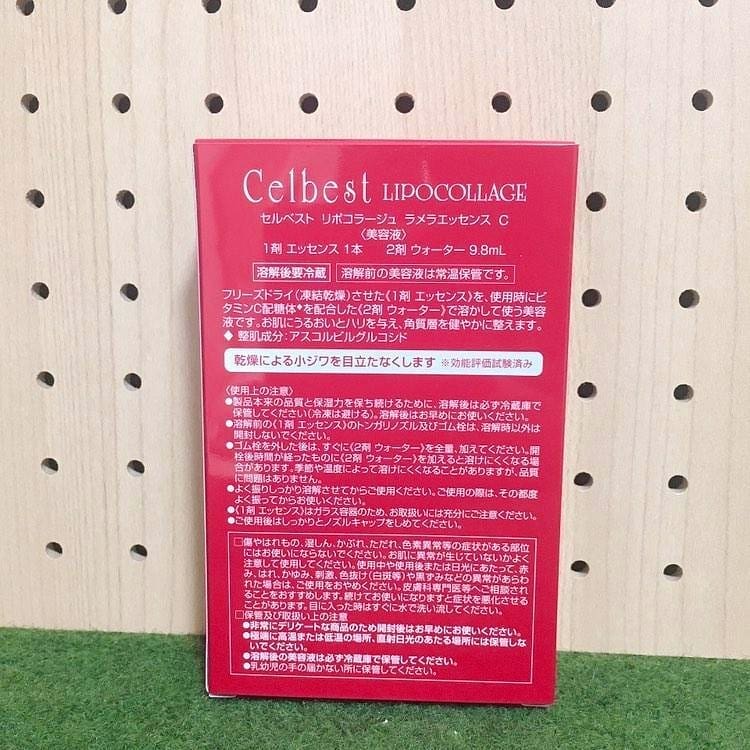 Celbest LIPOCOLLAGE
セルベスト リポコラージュ ラメラエッセンス C
〈美容液〉
1剤 エッセンス 1本 2剤 ウォーター 9.8mL
溶解後要冷蔵 溶解前の美容液は常温保管です。
フリーズドライ(凍結乾燥)させた《1剤 エッセンス》を、使用時にビ
タミンC配糖体◆を配合した《2剤 ウォーター》で溶かして使う美容
液です。お肌にうるおいとハリを与え、角質層を健やかに整えます。
◆ 整肌成分:アスコルビルグルコシド
乾燥による小ジワを目立たなくします ※効能評価試験済み
〈使用上の注意〉
●製品本来の品質と保湿力を保ち続けるために、溶解後は必ず冷蔵庫で
保管してください(冷凍は避ける)。溶解後はお早めにお使いください。
●溶解前の《1剤 エッセンス》のトンガリノズル及びゴム栓は、溶解時以外は
開封しないでください。
●ゴム栓を外した後は、すぐに《2剤 ウォーター》を全量、加えてください。開
栓後時間が経ったものに《2剤 ウォーター》を加えると溶けにくくなる場
合があります。季節や温度によって溶けにくくなることがありますが、品質
に問題はありません。
●よく振りしっかり溶解させてからご使用ください。ご使用の際は、その都度
よく振ってからお使いください。
●《1剤 エッセンス》はガラス容器のため、お取扱いには充分にご注意ください。
●ご使用後はしっかりとノズルキャップをしめてください。
□傷やはれもの、湿しん、かぶれ、ただれ、色素異常等の症状がある部位
にはお使いにならないでください。お肌に異常が生じていないかよく
注意して使用してください。使用中や使用後または日光にあたって、赤
み、はれ、かゆみ、刺激、色抜け(白斑等)や黒ずみなどの異常があらわ
れた場合は、ご使用をおやめください。皮膚科専門医等へご相談され
ることをおすすめします。続けてお使いになりますと症状を悪化させる
ことがあります。目に入った時はすぐに水で洗い流してください。
□保管及び取扱い上の注意
●非常にデリケートな商品のため開封後はお早めにお使いください。
●極端に高温または低温の場所、直射日光のあたる場所には保管しな
いでください。
●溶解後の美容液は必ず冷蔵庫で保管してください。
●乳幼児の手の届かない所に保管してください。